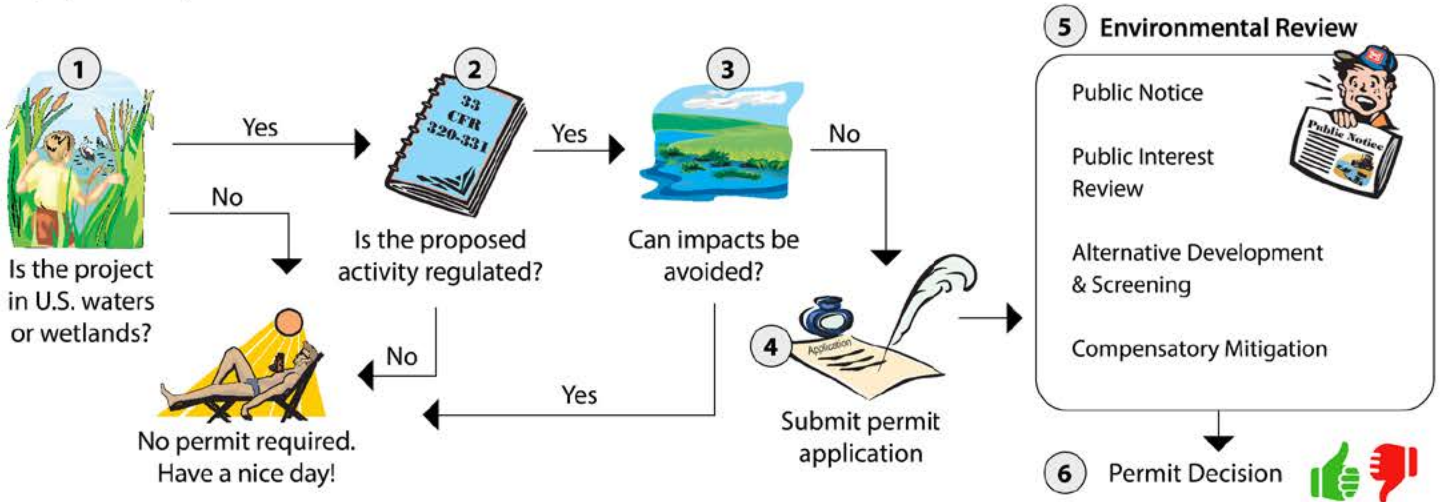 1
Is the project
in U.S. waters
or wetlands?
Yes
No
2
33
CFR
320-331
Is the proposed
activity regulated?
Yes
No
3
Can impacts be
avoided?
No
Yes
No permit required.
Have a nice day!
4
Application
Submit permit
application
5 Environmental Review
Public Notice
Public Notice
Public Interest
Review
Alternative Development
& Screening
Compensatory Mitigation
6 Permit Decision